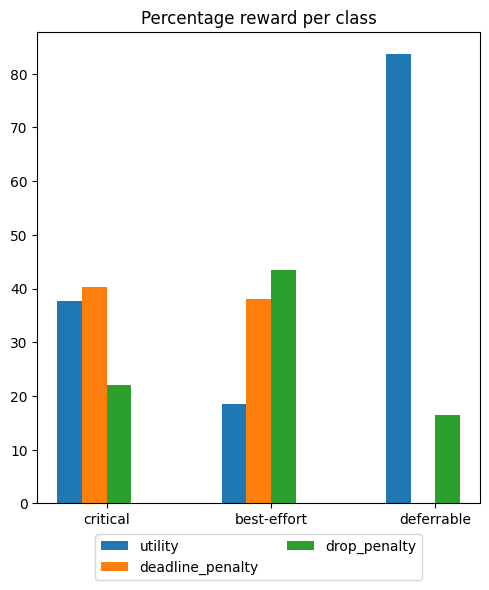 Percentage reward per class
80
70
60
50
40
30
20
10
0
critical best-effort deferrable
utility drop_penalty
deadline_penalty